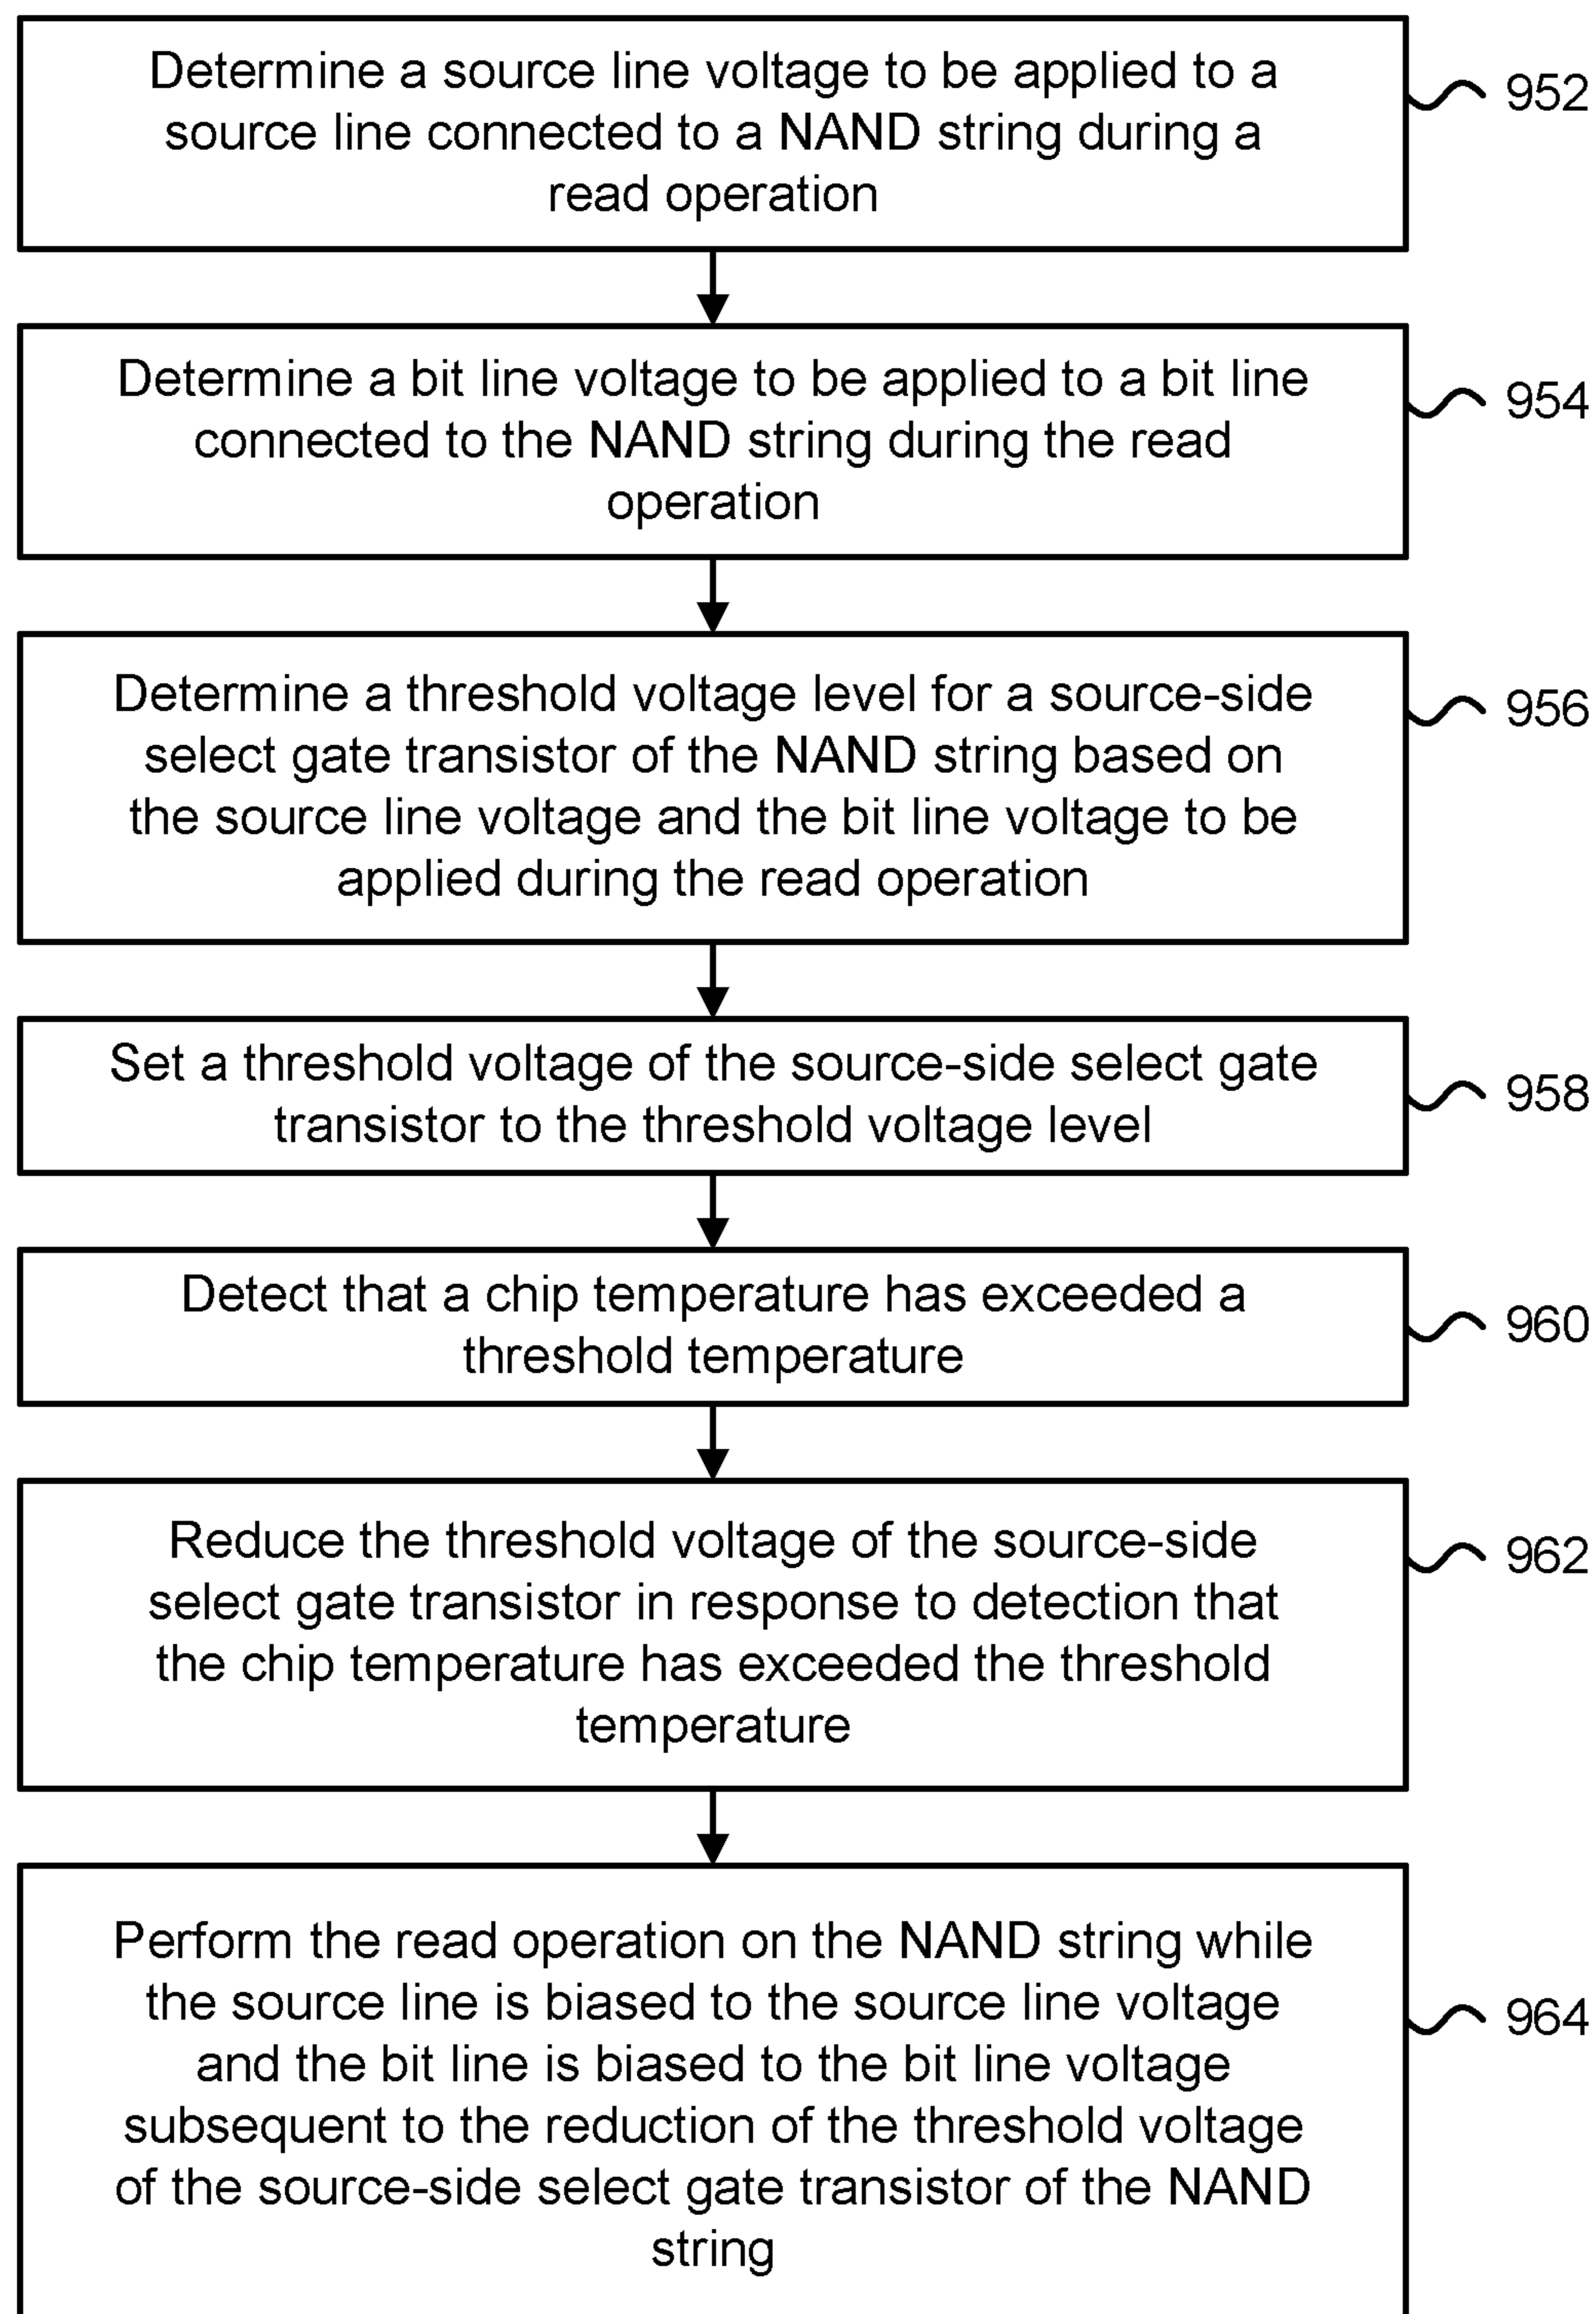 Determine a source line voltage to be applied to a
source line connected to a NAND string during a
read operation
952
Determine a bit line voltage to be applied to a bit line
connected to the NAND string during the read
operation
954
Determine a threshold voltage level for a source-side
select gate transistor of the NAND string based on
the source line voltage and the bit line voltage to be
applied during the read operation
956
Set a threshold voltage of the source-side select gate
transistor to the threshold voltage level
958
Detect that a chip temperature has exceeded a
threshold temperature
960
Reduce the threshold voltage of the source-side
select gate transistor in response to detection that
the chip temperature has exceeded the threshold
temperature
962
Perform the read operation on the NAND string while
the source line is biased to the source line voltage
and the bit line is biased to the bit line voltage
subsequent to the reduction of the threshold voltage
of the source-side select gate transistor of the NAND
string
964